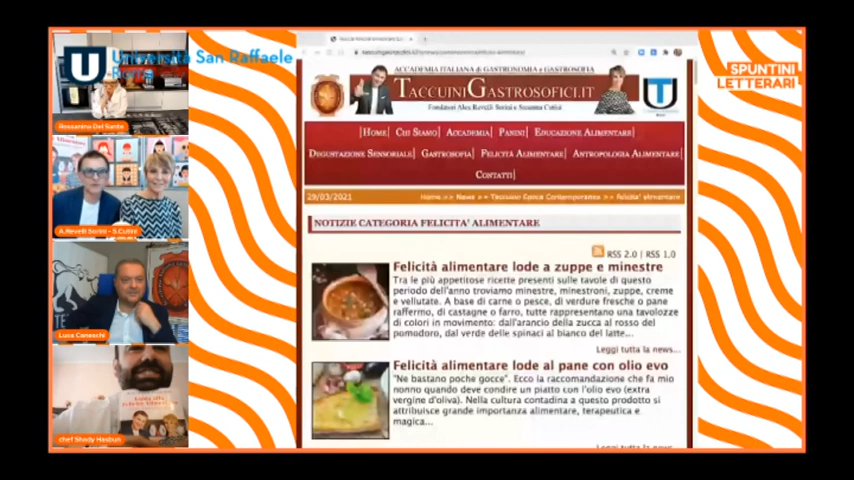 Università San Raffaele
Roma
Rossanina Del Santo
A.Revelli Sorini - S.Cutini
Luca Caneschi
chef Shady Hasbun
SPUNTINI
LETTERARI
ACCADEMIA ITALIANA di GASTRONOMIA e GASTROSOFIA
TACCUINIGASTROSOFICI.IT
Fondatori Alex Revelli Sorini e Susanna Cutini
|HOME| CHI SIAMO| ACCADEMIA| PANINI| EDUCAZIONE ALIMENTARE|
DEGUSTAZIONE SENSORIALE| GASTROSOFIA| FELICITÀ ALIMENTARE| ANTROPOLOGIA ALIMENTARE|
CONTATTI|
29/03/2021
Home >> News >> Taccuino Epoca Contemporanea >> Felicita' alimentare
NOTIZIE CATEGORIA FELICITA' ALIMENTARE
RSS 2.0 | RSS 1.0
Felicità alimentare lode a zuppe e minestre
Tra le più appetitose ricette presenti sulle tavole di questo
periodo dell'anno troviamo minestre, minestroni, zuppe, creme
e vellutate. A base di carne o pesce, di verdure fresche o pane
raffermo, di castagne o farro, tutte rappresentano una tavolozze
di colori in movimento: dall'arancio della zucca al rosso del
pomodoro, dal verde delle spinaci al bianco del latte...
Leggi tutta la news...
Felicità alimentare lode al pane con olio evo
"Ne bastano poche gocce". Ecco la raccomandazione che fa mio
nonno quando deve condire un piatto con l'olio evo (extra
vergine d'oliva). Nella cultura contadina a questo prodotto si
attribuisce grande importanza alimentare, terapeutica e
magica...
Leggi tutta la news...